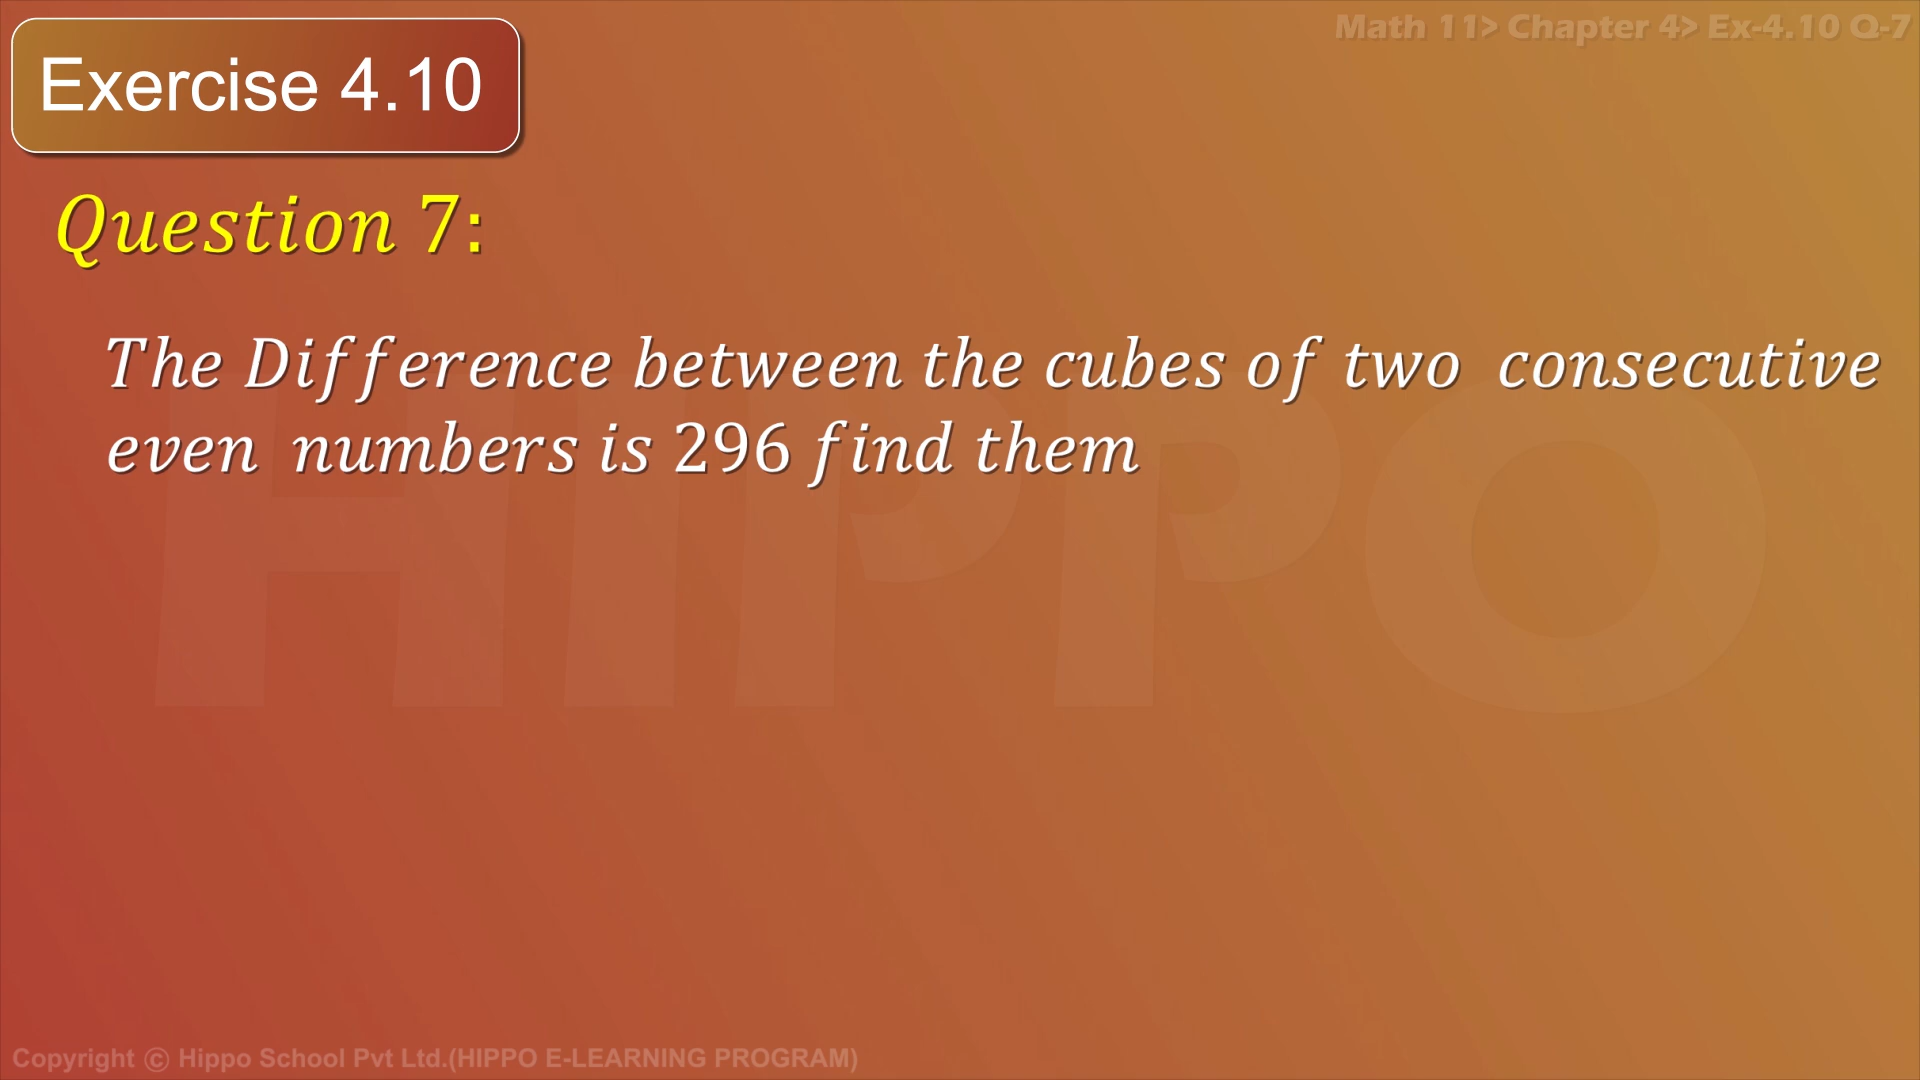 Math 11> Chapter 4> Ex-4.10 Q-7
Exercise 4.10
Question 7:
The Difference between the cubes of two consecutive
even numbers is 296 find them
HIPPO
Copyright © Hippo School Pvt Ltd.(HIPPO E-LEARNING PROGRAM)